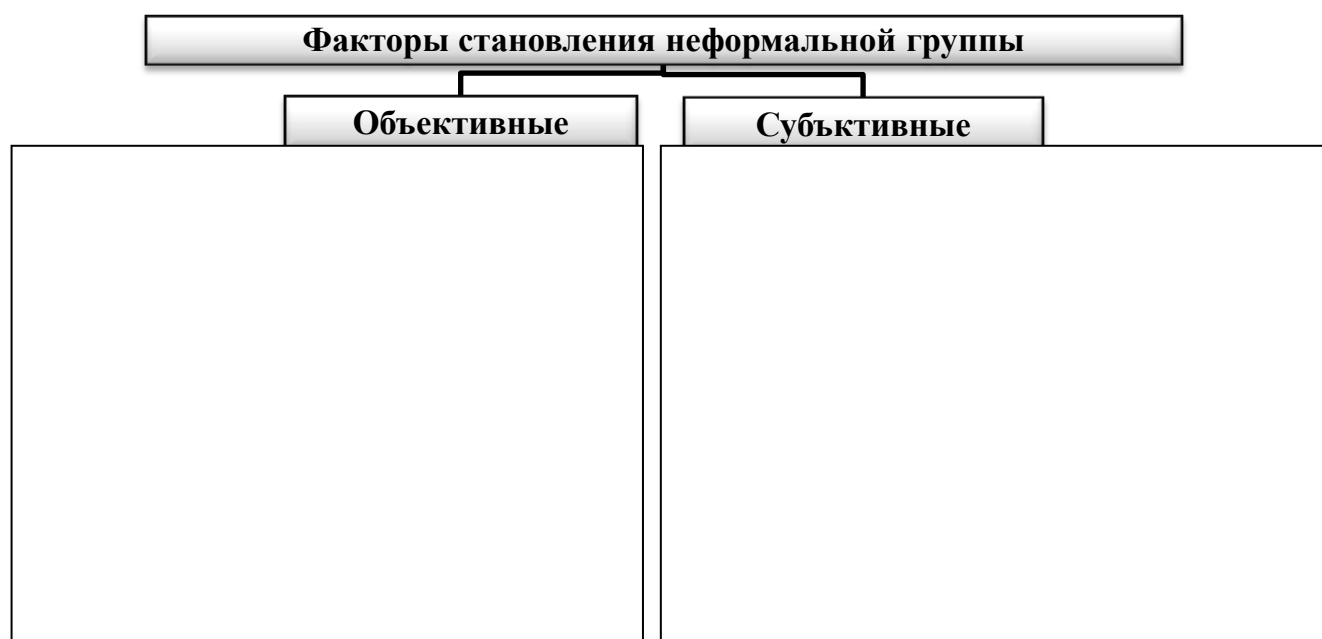 Факторы становления неформальной группы
Объективные
Субъктивные